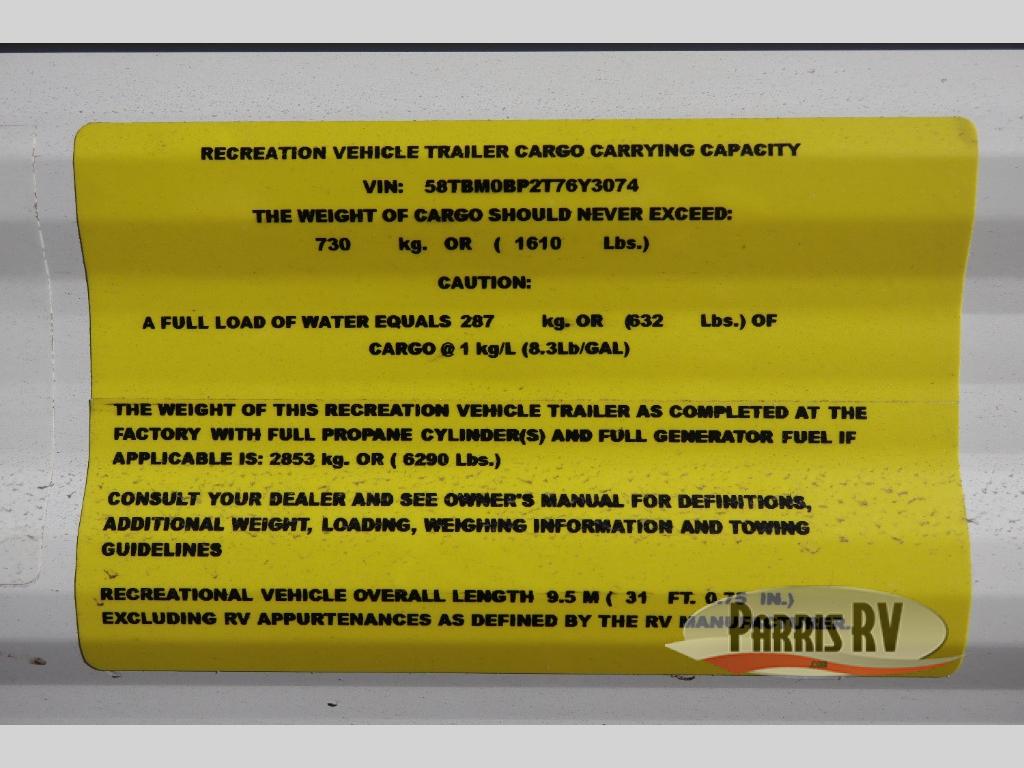 RECREATION VEHICLE TRAILER CARGO CARRYING CAPACITY
VIN: 58TBM0BP2T76Y3074
THE WEIGHT OF CARGO SHOULD NEVER EXCEED:
730 kg. OR ( 1610 Lbs.)
CAUTION:
A FULL LOAD OF WATER EQUALS 287 kg. OR (632 Lbs.) OF
CARGO @ 1 kg/L (8.3Lb/GAL)
THE WEIGHT OF THIS RECREATION VEHICLE TRAILER AS COMPLETED AT THE
FACTORY WITH FULL PROPANE CYLINDER(S) AND FULL GENERATOR FUEL IF
APPLICABLE IS: 2853 kg. OR ( 6290 Lbs.)
CONSULT YOUR DEALER AND SEE OWNER'S MANUAL FOR DEFINITIONS,
ADDITIONAL WEIGHT, LOADING, WEIGHING INFORMATION AND TOWING
GUIDELINES
RECREATIONAL VEHICLE OVERALL LENGTH 9.5 M ( 31 FT. 0.75 IN.)
EXCLUDING RV APPURTENANCES AS DEFINED BY THE RV MANUFACTURER.
PARRIS RV
.com